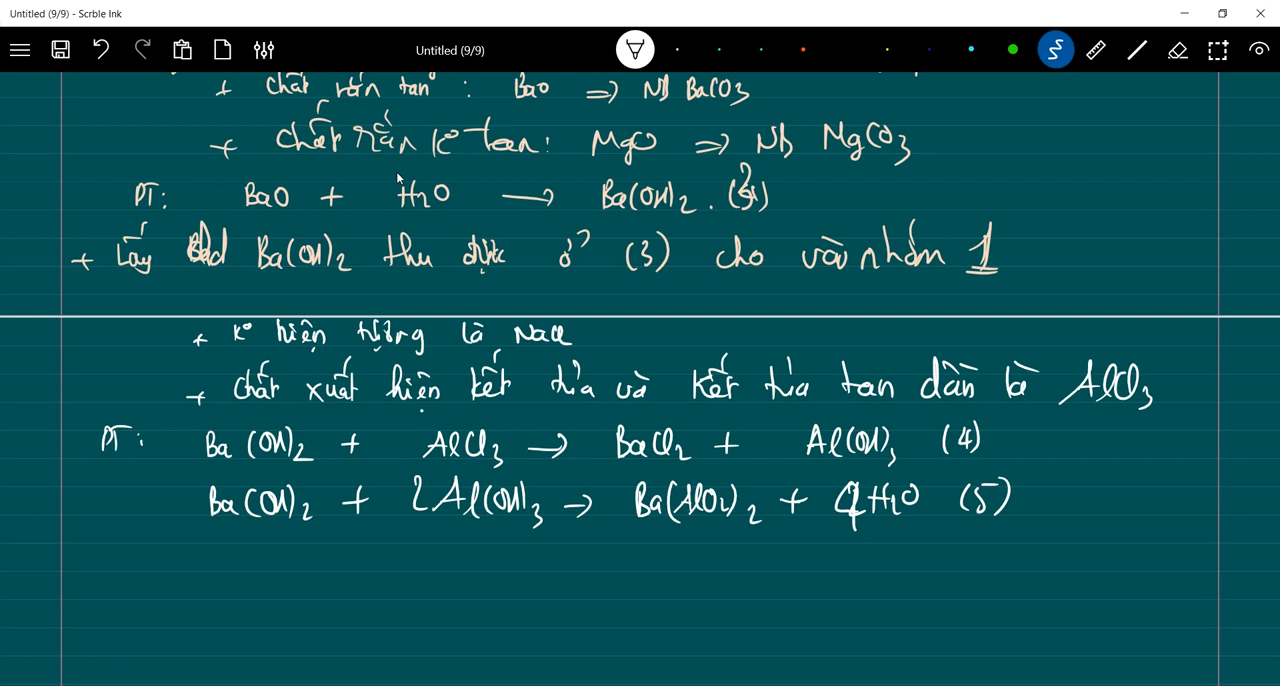 Untitled (9/9) - Scrble Ink
Untitled (9/9)
+ chất rắn tan : BaO => Nb BaCO3
+ chất rắn ko tan : MgO => Nb MgCO3
PT: BaO + H2O → Ba(OH)2 . (3)
+ Lấy dd Ba(OH)2 thu được ở (3) cho vào nhóm 1
+ Ko hiện tượng là NaCl
+ chất xuất hiện kết tủa và kết tủa tan dần là AlCl3
PT: Ba(OH)2 + AlCl3 → BaCl2 + Al(OH)3 (4)
Ba(OH)2 + 2Al(OH)3 → Ba(AlO2)2 + 4H2O (5)